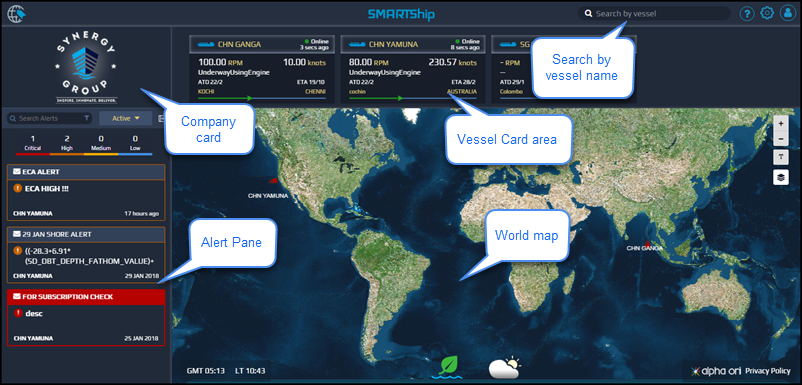 SMARTShip
Search by vessel
?
SYNERGY
GROUP
INSPIRE, INNOVATE, DELIVER.
Company
card
CHN GANGA
Online
3 secs ago
100.00 RPM 10.00 knots
UnderwayUsingEngine
ATD 22/2 ETA 19/10
KOCHI CHENNI
CHN YAMUNA
Online
8 secs ago
80.00 RPM 230.57 knots
UnderwayUsingEngine
ATD 22/2 ETA 28/2
cochin AUSTRALIA
SG
- RPM
--
ATD 29/1
Colombo
Search by
vessel name
Vessel Card area
Search Alerts
Active
1 2 0 0
Critical High Medium Low
ECA ALERT
ECA HIGH !!!
CHN YAMUNA 17 hours ago
29 JAN SHORE ALERT
((-28.3+6.91*
(SO_DBT_DEPTH_FATHOM_VALUE)+
CHN YAMUNA 29 JAN 2018
FOR SUBSCRIPTION CHECK
desc
CHN YAMUNA 25 JAN 2018
Alert Pane
CHN YAMUNA
World map
CHN GANGA
+
−
T
GMT 05:13 LT 10:43
alpha ori Privacy Policy